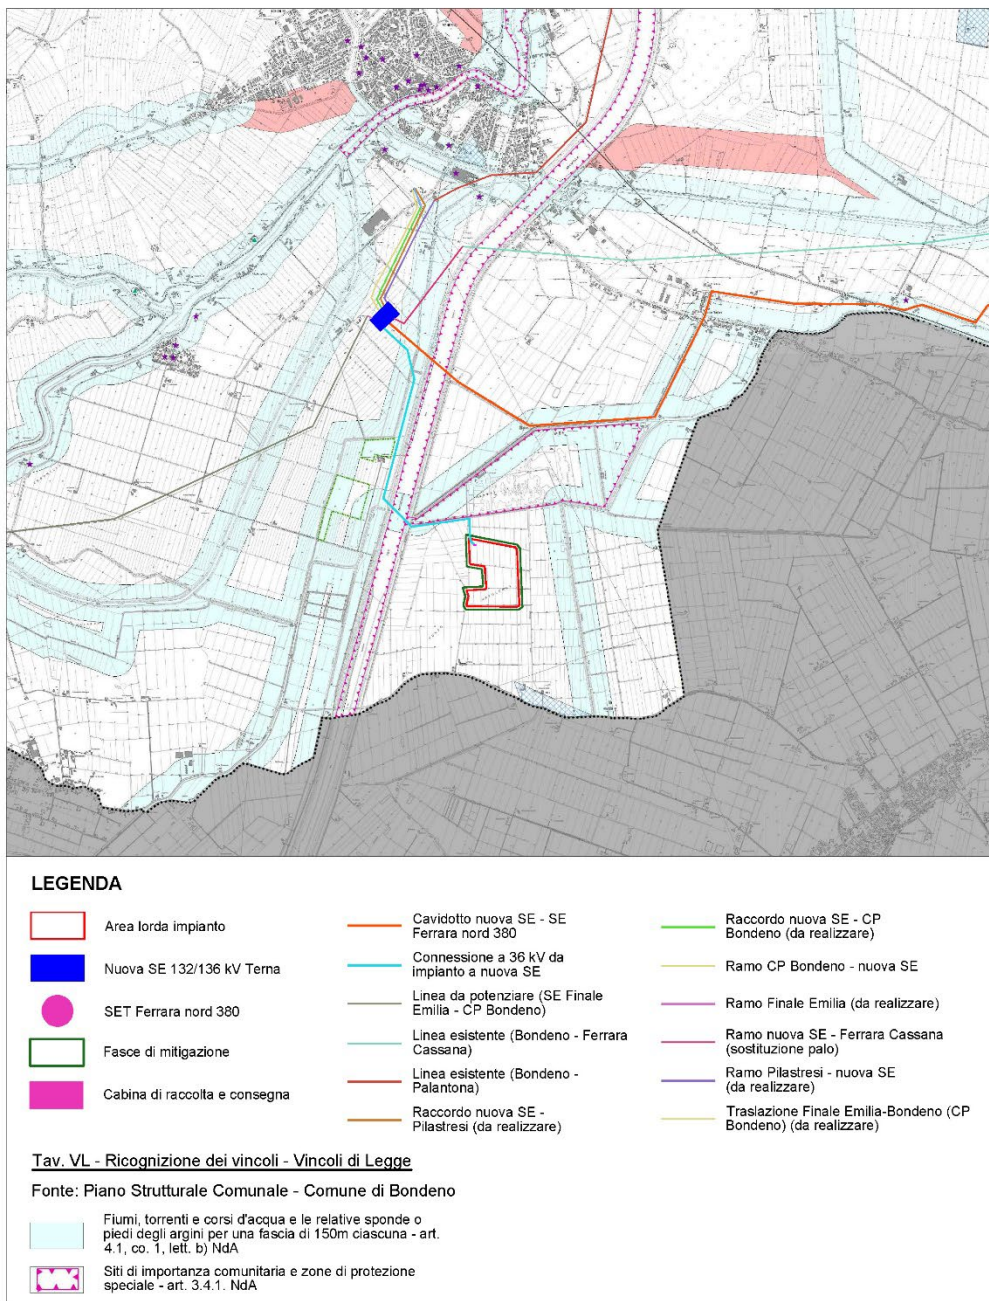 LEGENDA
Area lorda impianto
Nuova SE 132/136 kV Terna
SET Ferrara nord 380
Fasce di mitigazione
Cabina di raccolta e consegna
Cavidotto nuova SE - SE
Ferrara nord 380
Connessione a 36 kV da
impianto a nuova SE
Linea da potenziare (SE Finale
Emilia - CP Bondeno)
Linea esistente (Bondeno - Ferrara
Cassana)
Linea esistente (Bondeno -
Palantona)
Raccordo nuova SE -
Pilastresi (da realizzare)
Raccordo nuova SE - CP
Bondeno (da realizzare)
Ramo CP Bondeno - nuova SE
Ramo Finale Emilia (da realizzare)
Ramo nuova SE - Ferrara Cassana
(sostituzione palo)
Ramo Pilastresi - nuova SE
(da realizzare)
Traslazione Finale Emilia-Bondeno (CP
Bondeno) (da realizzare)
Tav. VL - Ricognizione dei vincoli - Vincoli di Legge
Fonte: Piano Strutturale Comunale - Comune di Bondeno
Fiumi, torrenti e corsi d'acqua e le relative sponde o
piedi degli argini per una fascia di 150m ciascuna - art.
4.1, co. 1, lett. b) NdA
Siti di importanza comunitaria e zone di protezione
speciale - art. 3.4.1. NdA